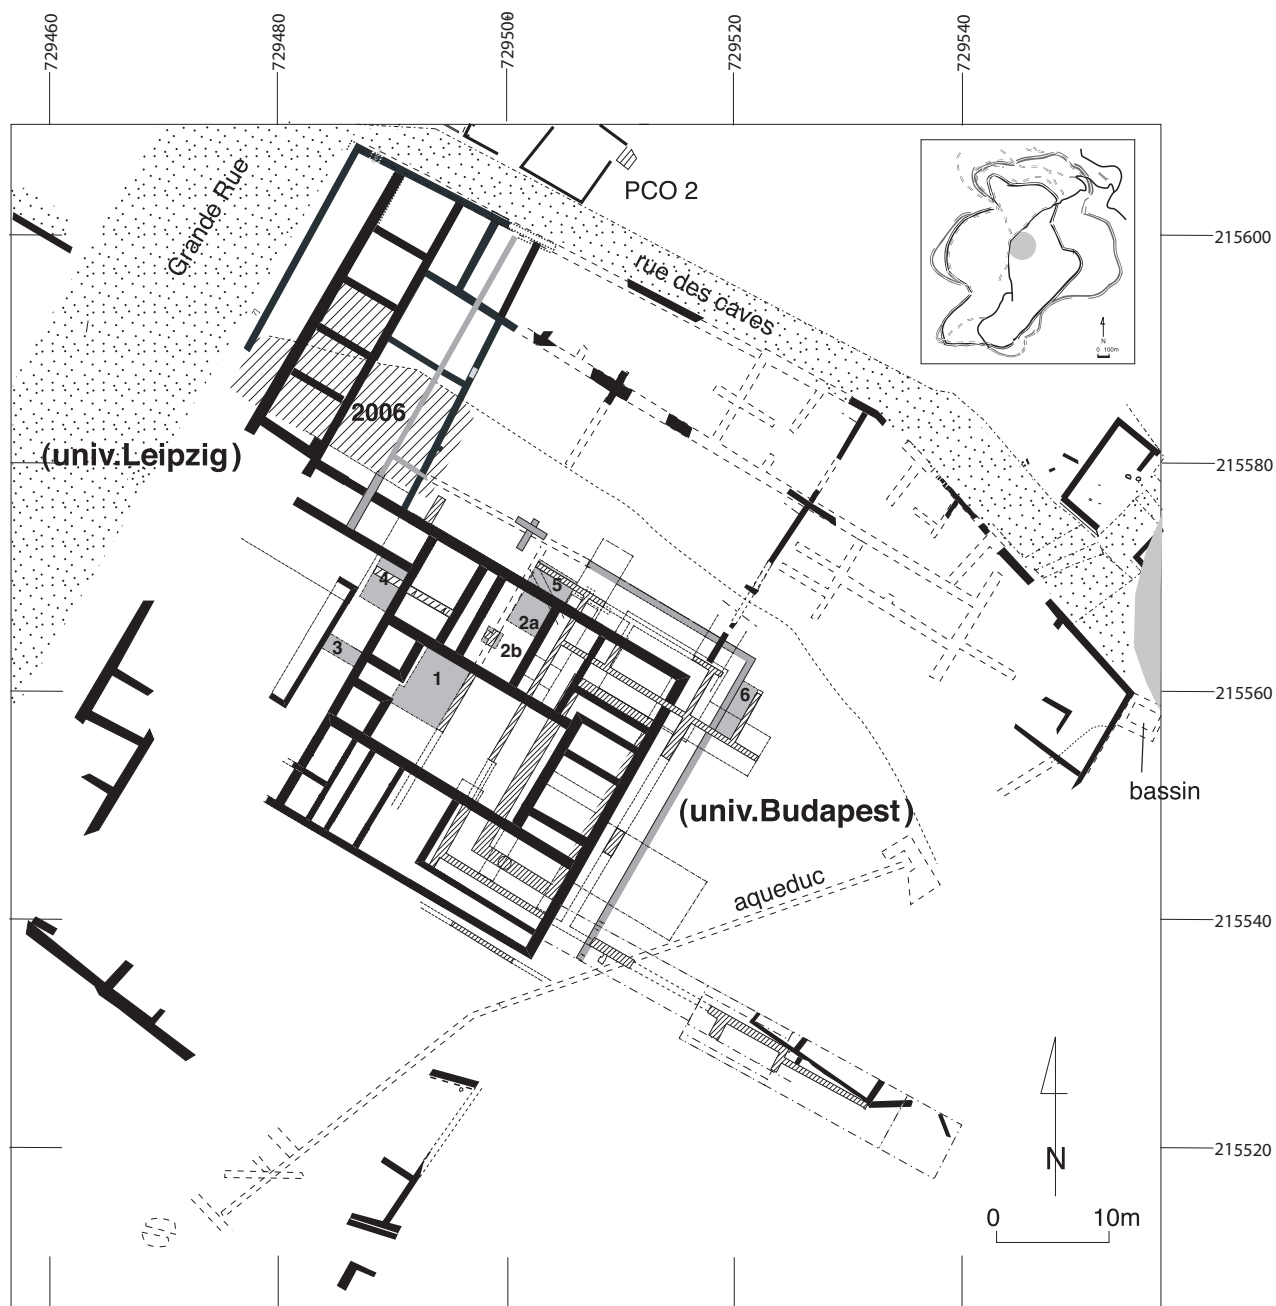 729460
729480
729500
729520
729540
Grande Rue
PCO 2
rue des caves
N
0 100m
215600
2006
(univ.Leipzig)
215580
4
5
2a
2b
3
1
6
215560
bassin
(univ.Budapest)
aqueduc
215540
N
215520
0 10m